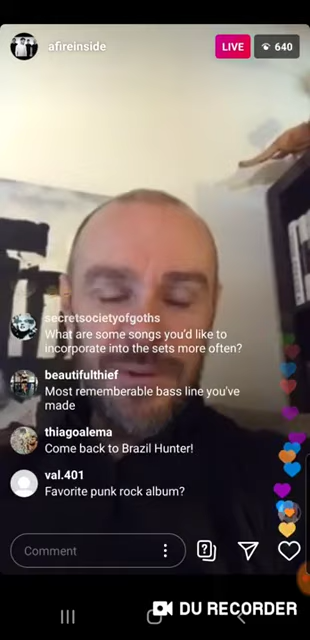 afireinside
LIVE
640
secretsocietyofgoths
What are some songs you'd like to
incorporate into the sets more often?
beautifulthief
Most rememberable bass line you've
made
thiagoalema
Come back to Brazil Hunter!
val.401
Favorite punk rock album?
Comment
DU RECORDER